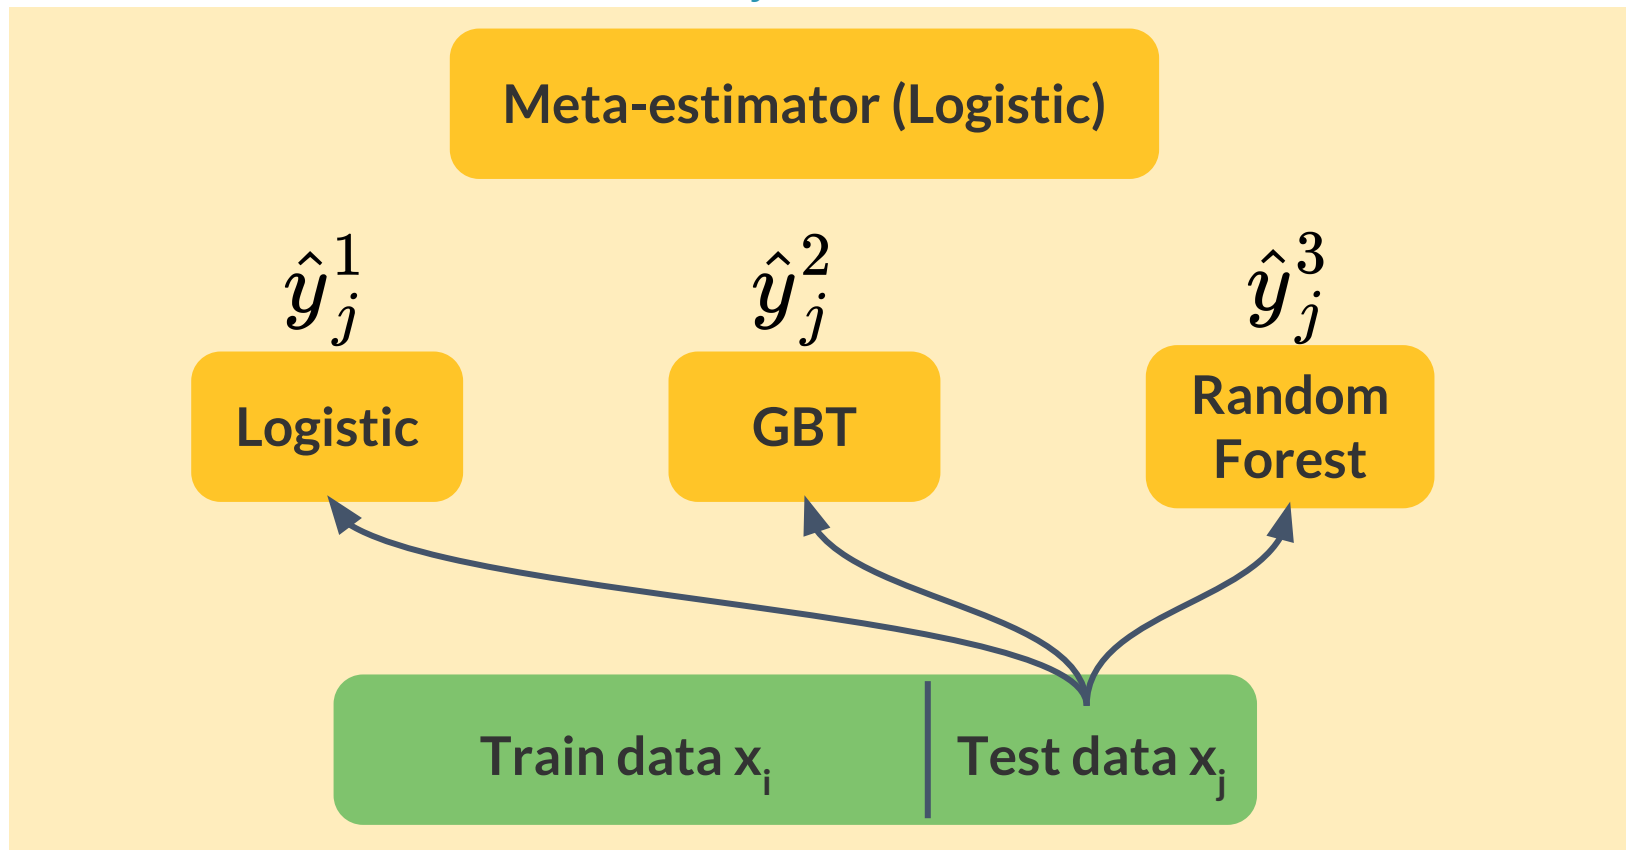 Meta-estimator (Logistic)
ŷ_j^1 ŷ_j^2 ŷ_j^3
Logistic
GBT
Random
Forest
Train data x_i
Test data x_j